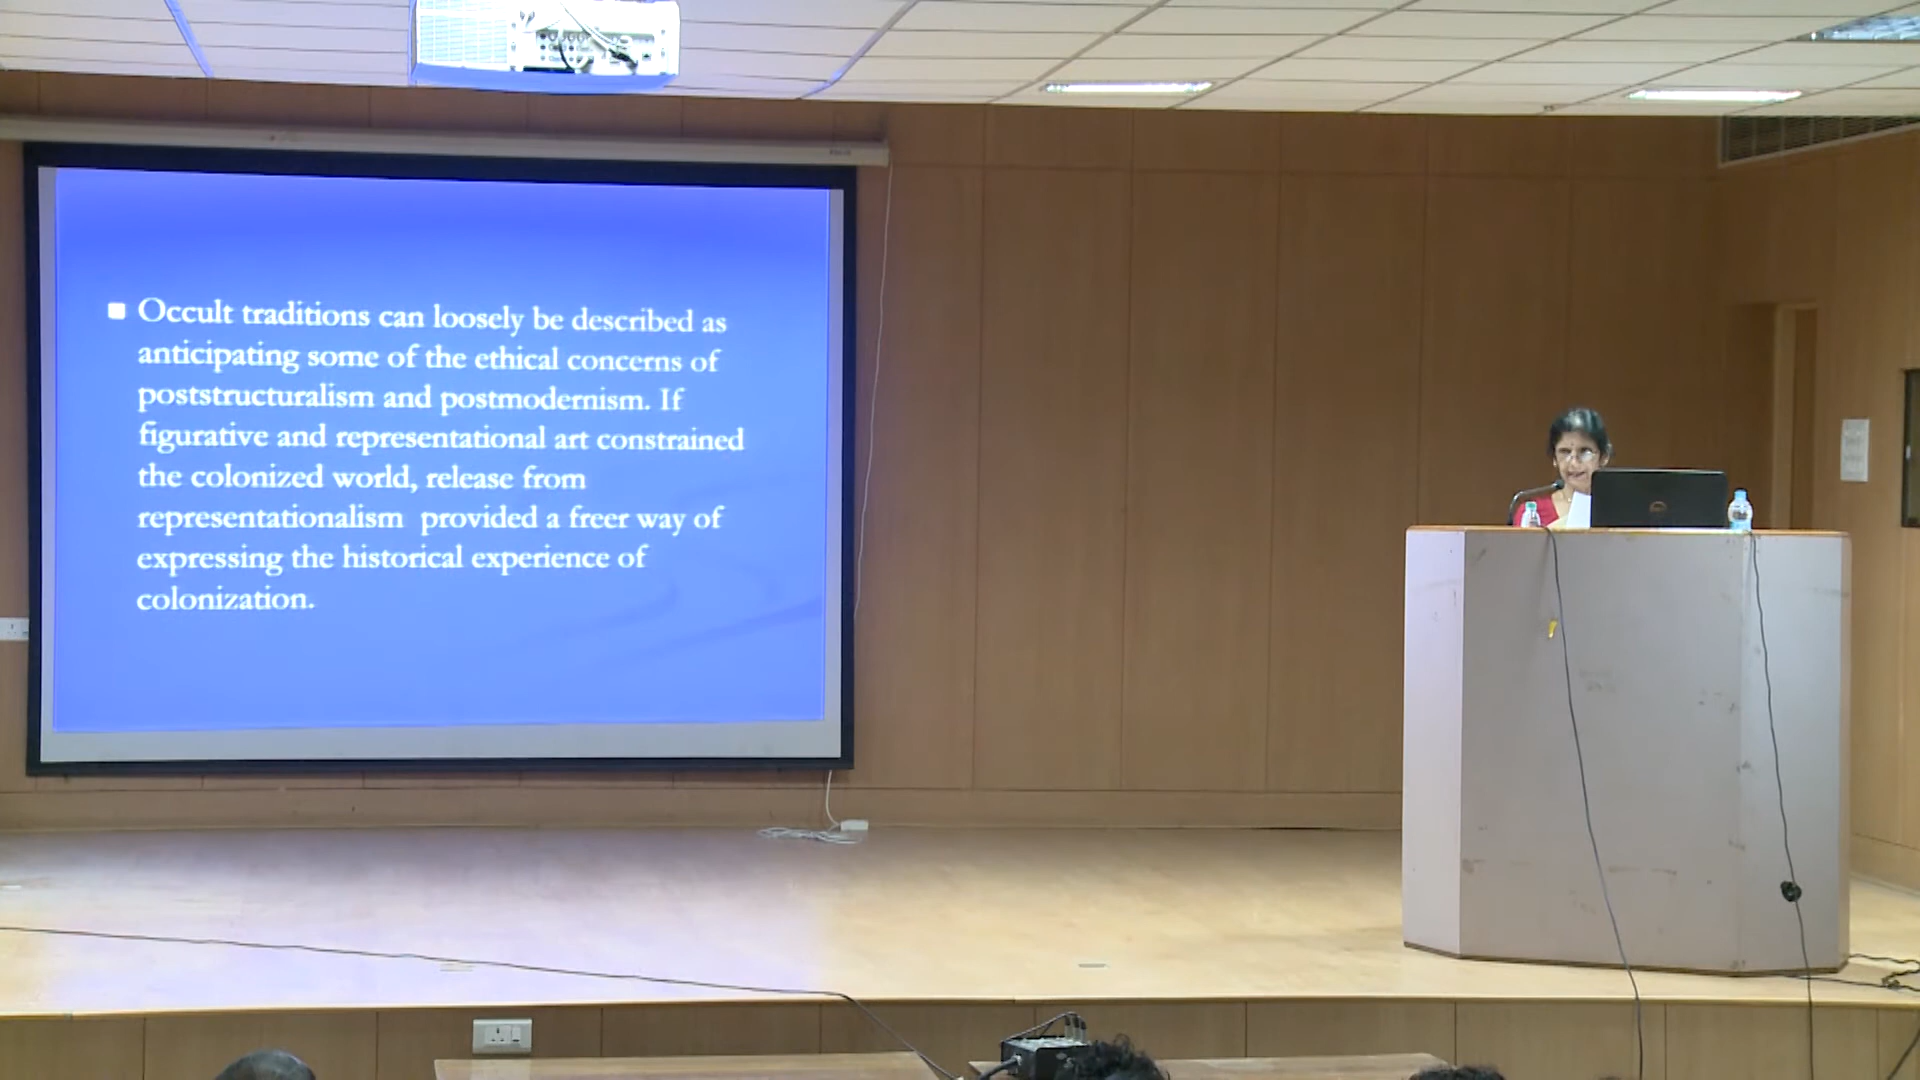 Occult traditions can loosely be described as
anticipating some of the ethical concerns of
poststructuralism and postmodernism. If
figurative and representational art constrained
the colonized world, release from
representationalism provided a freer way of
expressing the historical experience of
colonization.